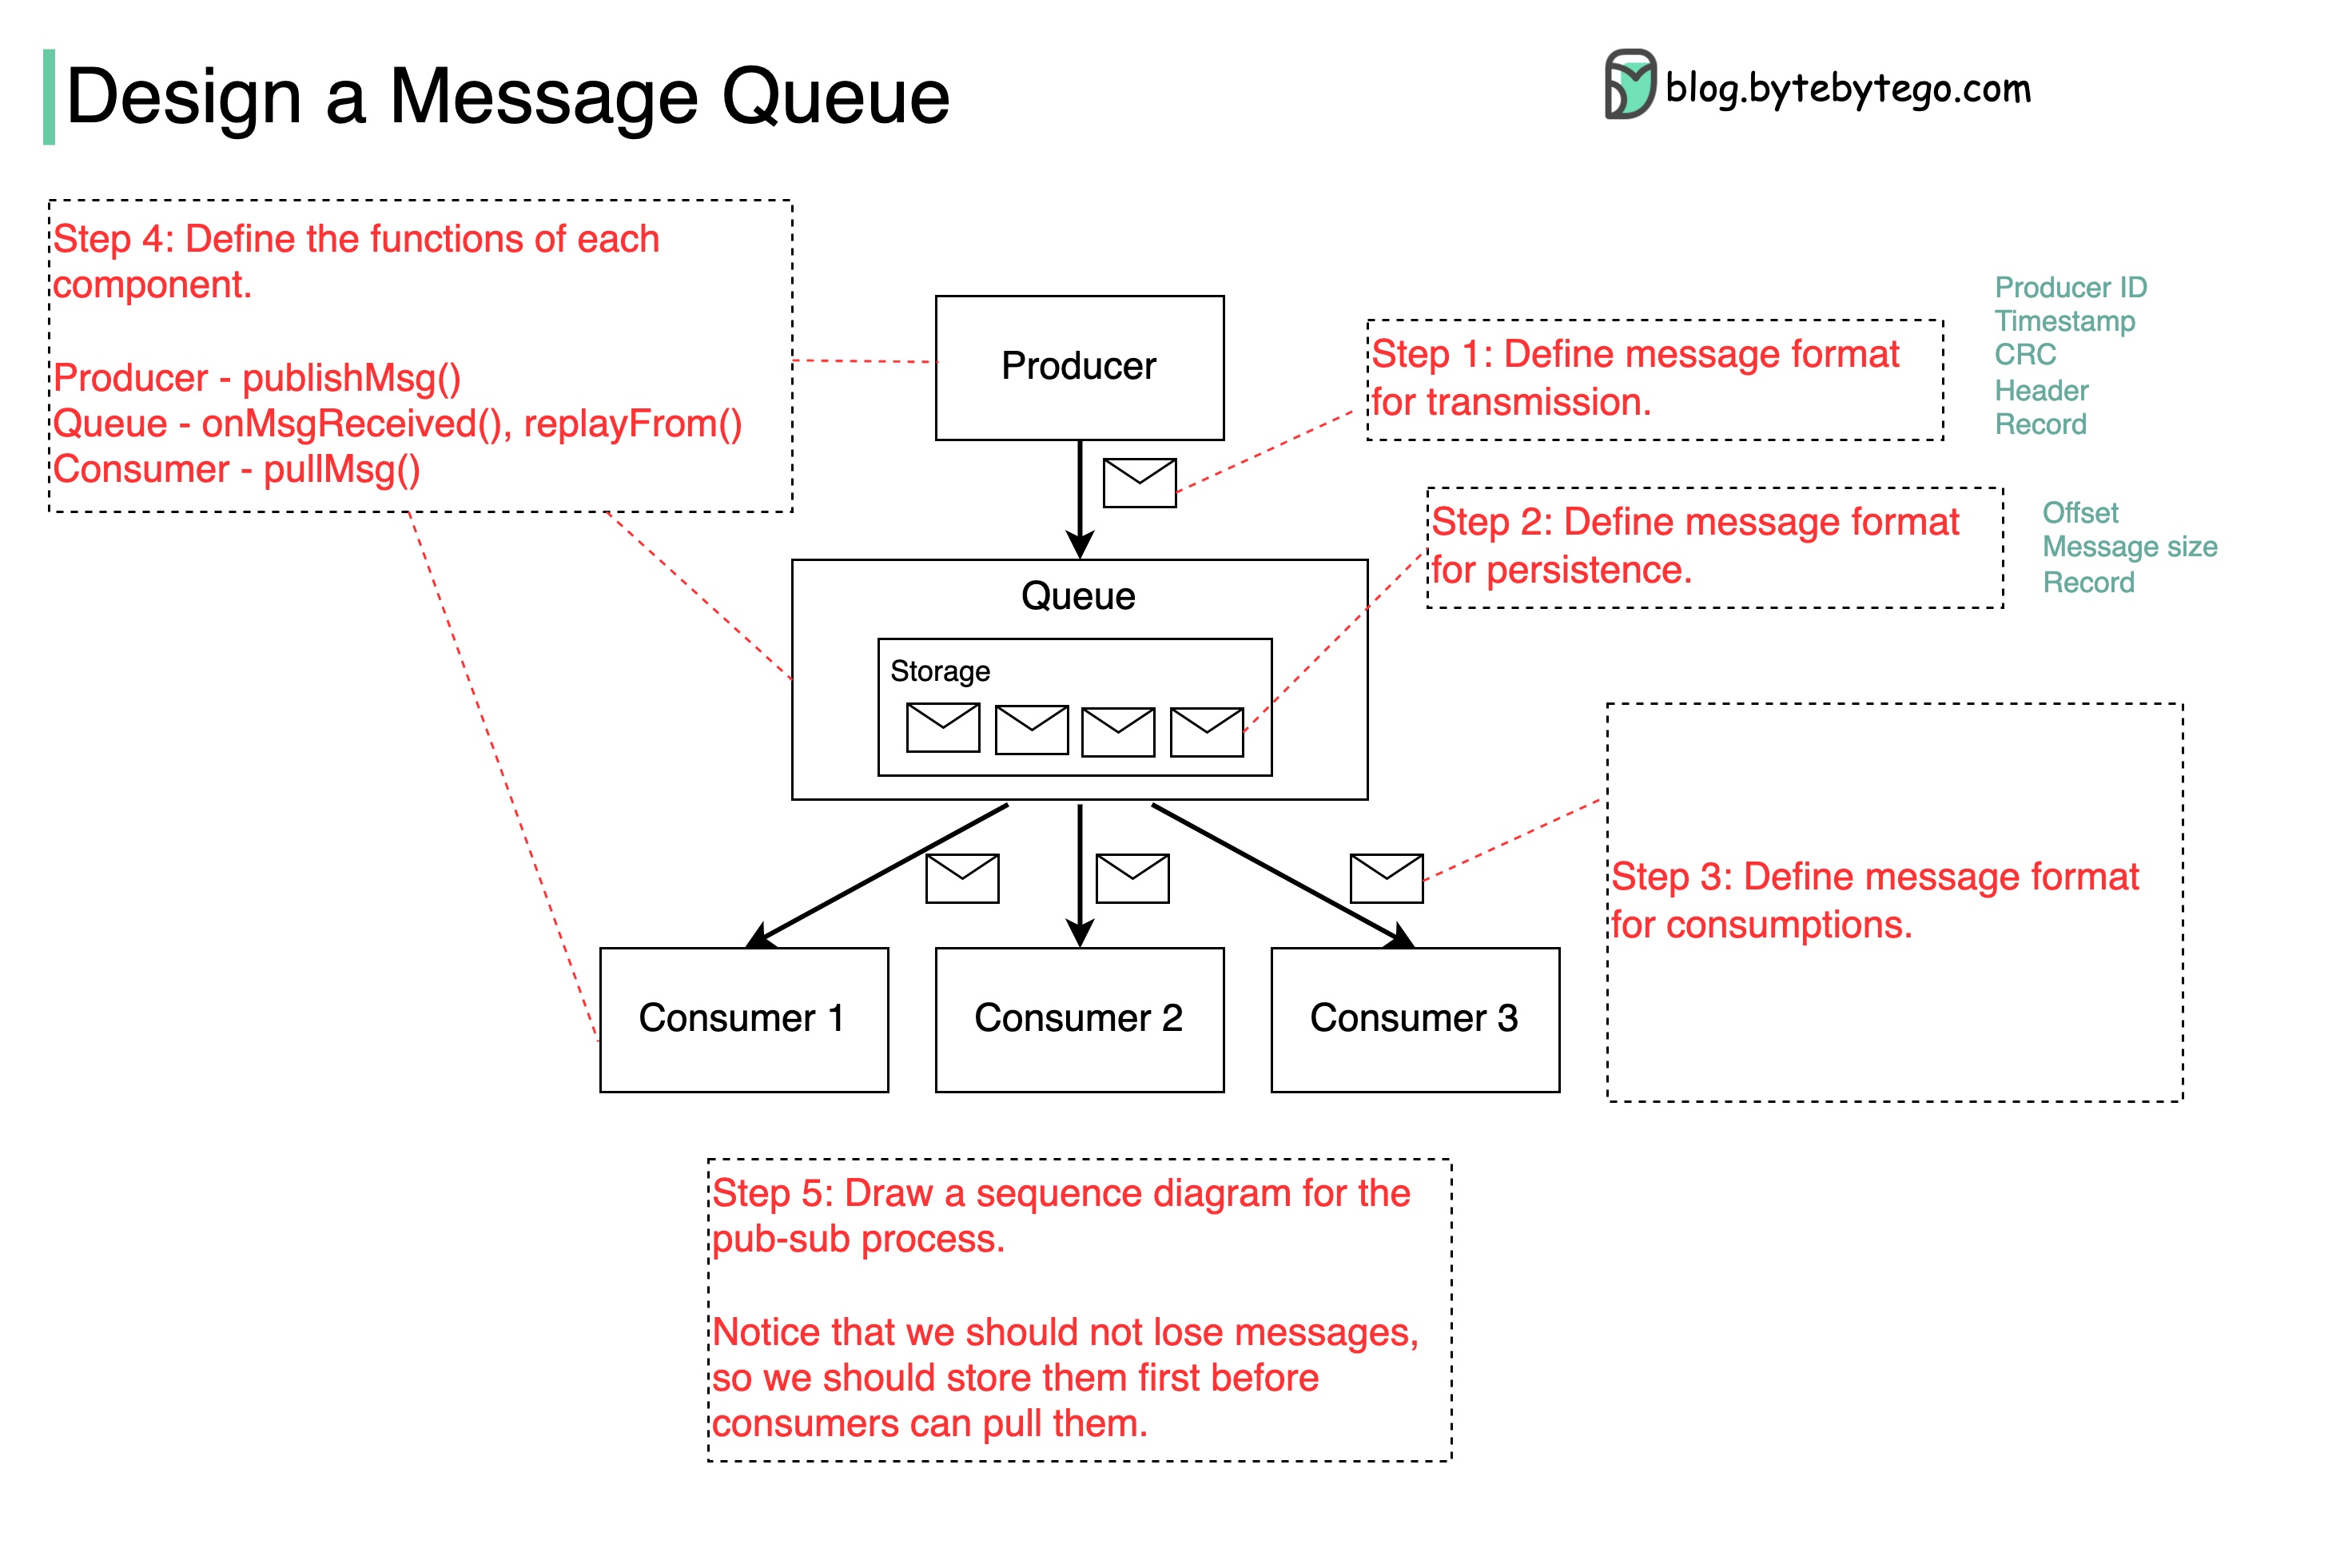 Design a Message Queue
blog.bytebytego.com
Step 4: Define the functions of each
component.
Producer - publishMsg()
Queue - onMsgReceived(), replayFrom()
Consumer - pullMsg()
Producer
Step 1: Define message format
for transmission.
Producer ID
Timestamp
CRC
Header
Record
Step 2: Define message format
for persistence.
Offset
Message size
Record
Queue
Storage
Step 3: Define message format
for consumptions.
Consumer 1
Consumer 2
Consumer 3
Step 5: Draw a sequence diagram for the
pub-sub process.
Notice that we should not lose messages,
so we should store them first before
consumers can pull them.